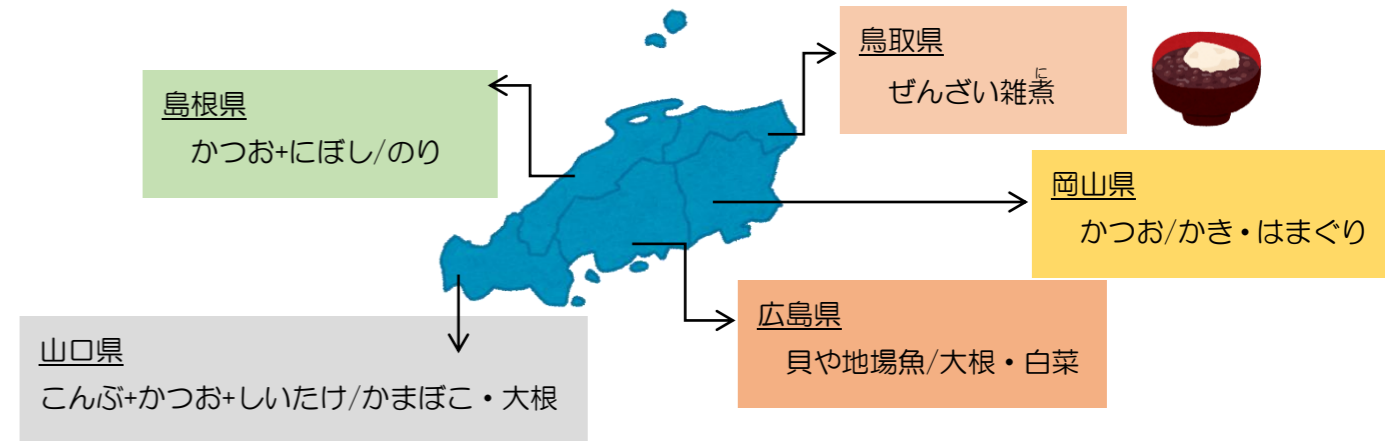 鳥取県
ぜんざい雑煮
に
島根県
かつお+にぼし/のり
岡山県
かつお/かき・はまぐり
広島県
貝や地場魚/大根・白菜
山口県
こんぶ+かつお+しいたけ/かまぼこ・大根